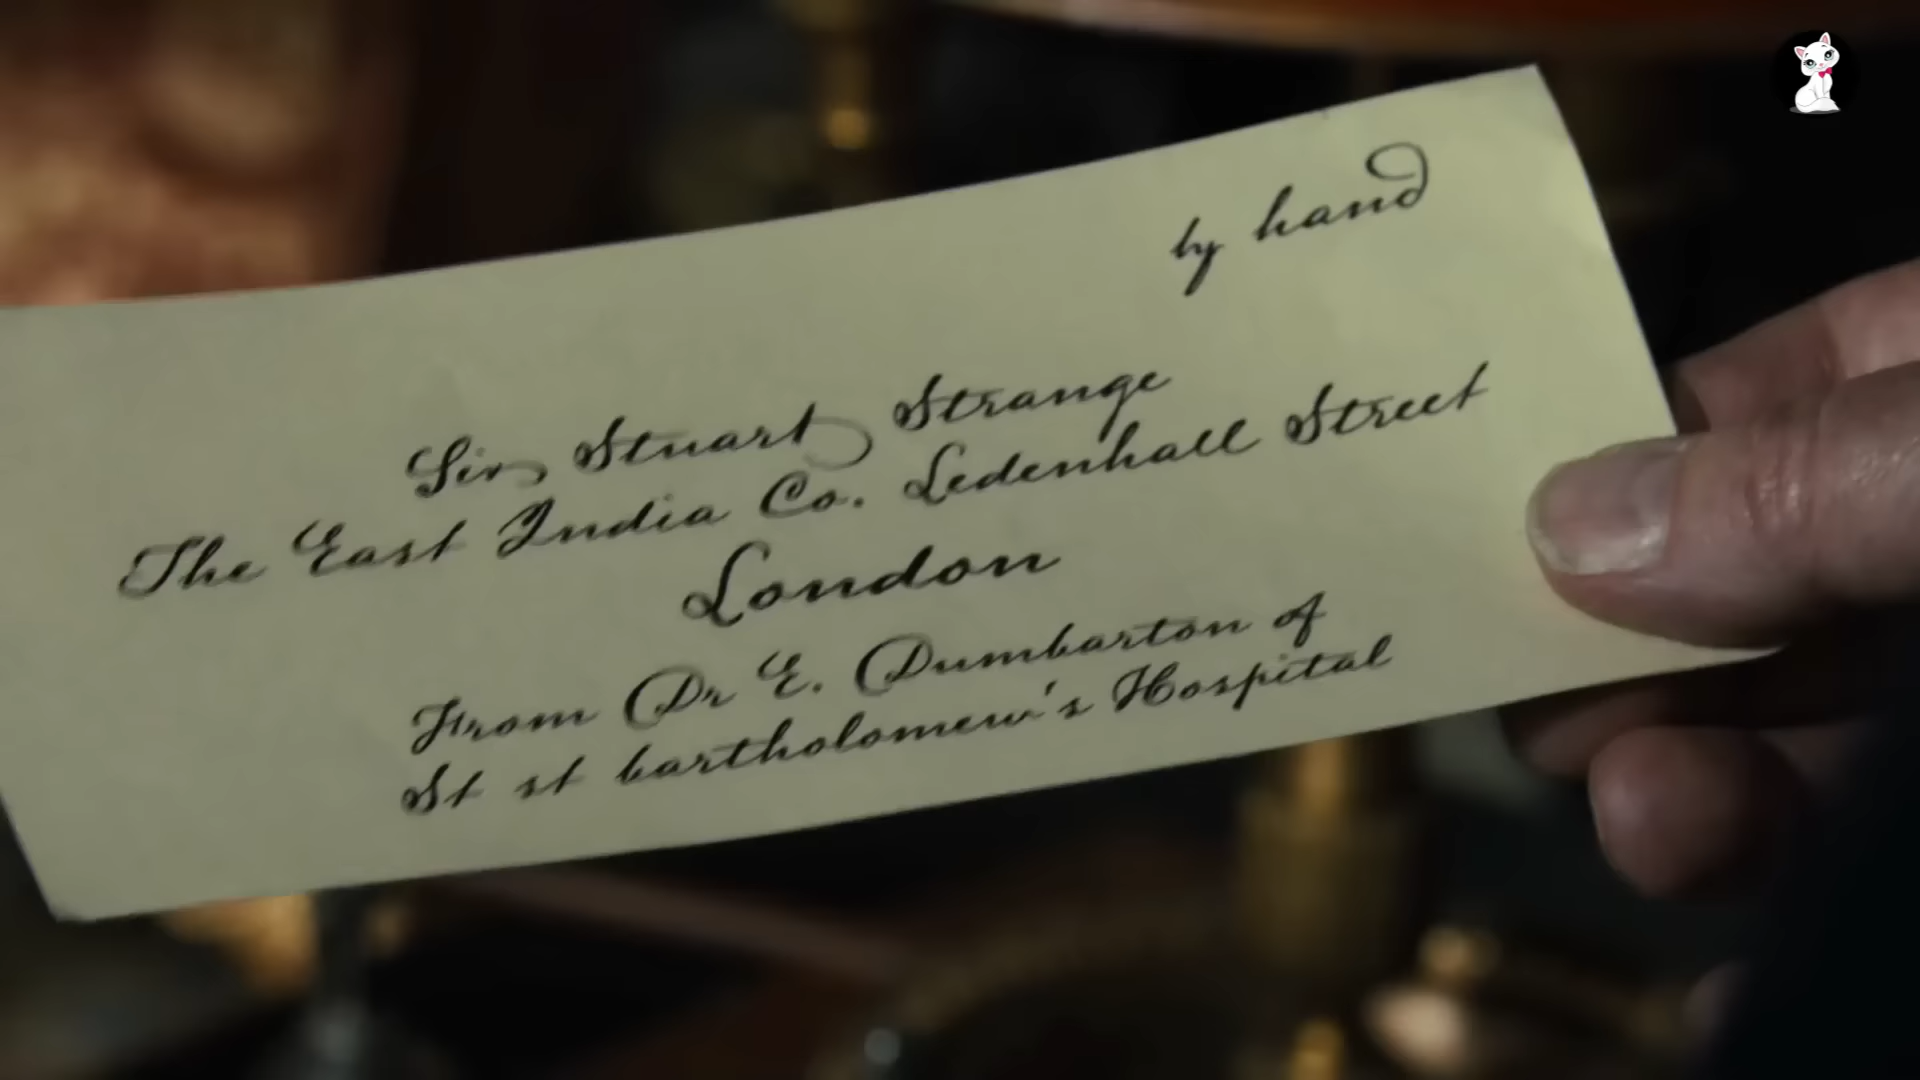 by hand
Sir Stuart Strange
The East India Co. Ledenhall Street
London
From Dr E. Dumbarton of
St st bartholomew's Hospital